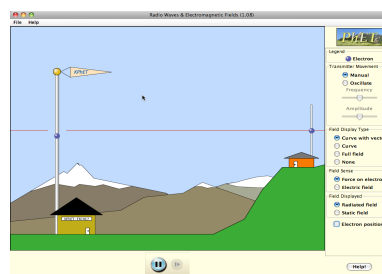 Radio Waves & Electromagnetic Fields (1.08)
File Help
KPhET
PhET
Legend
Electron
Transmitter Movement
Manual
Oscillate
Frequency
Amplitude
Field Display Type
Curve with vect
Curve
Full field
None
Field Sense
Force on electro
Electric field
Field Displayed
Radiated field
Static field
Electron position
Help!